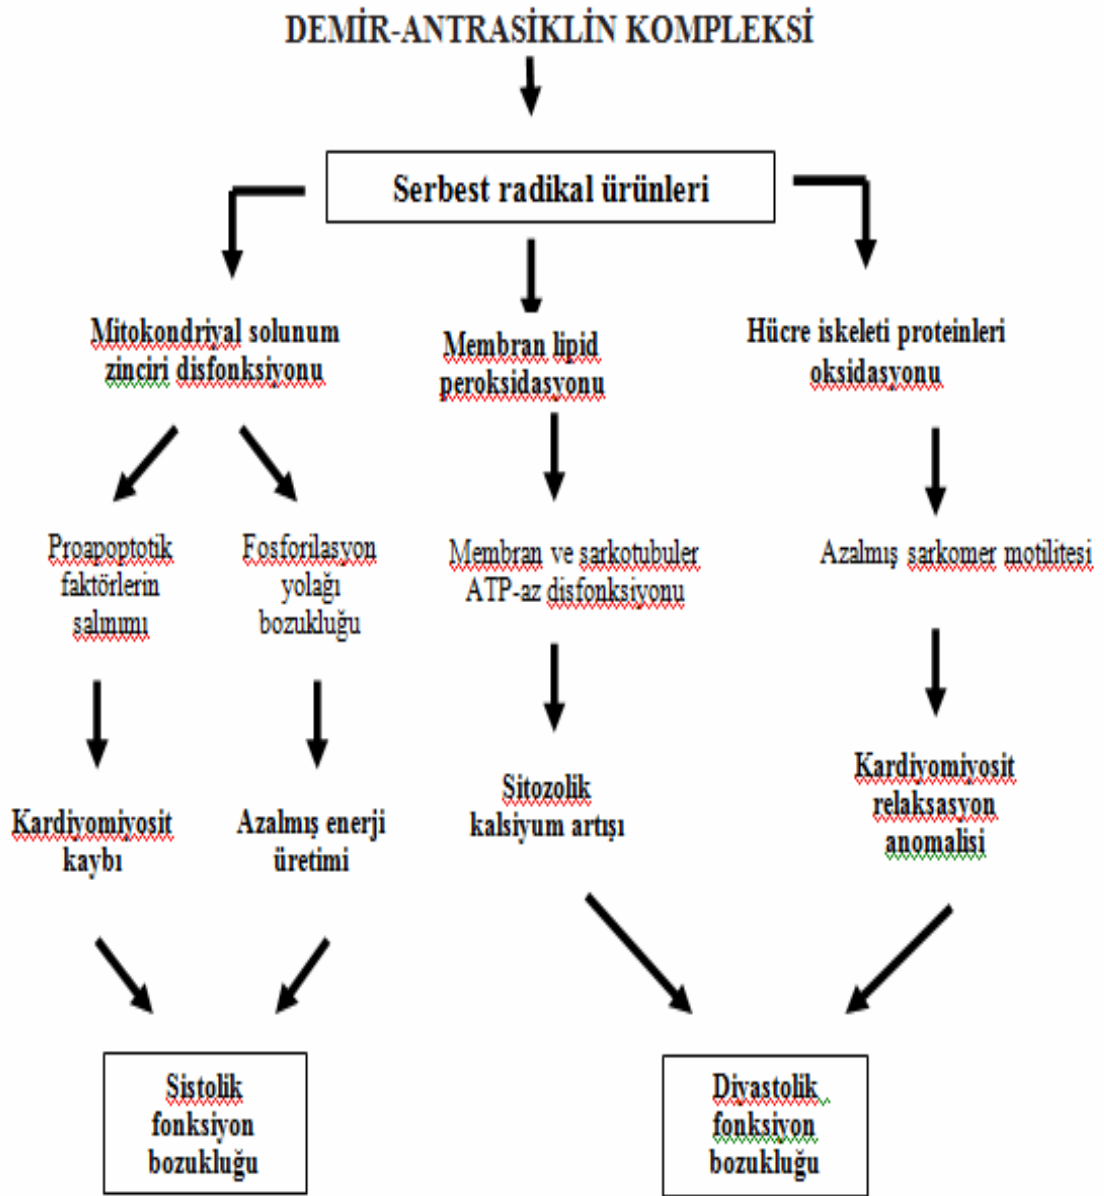 DEMİR-ANTRASİKLİN KOMPLEKSİ
Serbest radikal ürünleri
Mitokondriyal solunum
zinciri disfonksiyonu
Membran lipid
peroksidasyonu
Hücre iskeleti proteinleri
oksidasyonu
Proapoptotik
faktörlerin
salınımı
Fosforilasyon
yolağı
bozukluğu
Membran ve sarkotubuler
ATP-az disfonksiyonu
Azalmış sarkomer motilitesi
Kardiyomiyosit
kaybı
Azalmış enerji
üretimi
Sitozolik
kalsiyum artışı
Kardiyomiyosit
relaksasyon
anomalisi
Sistolik
fonksiyon
bozukluğu
Diyastolik
fonksiyon
bozukluğu